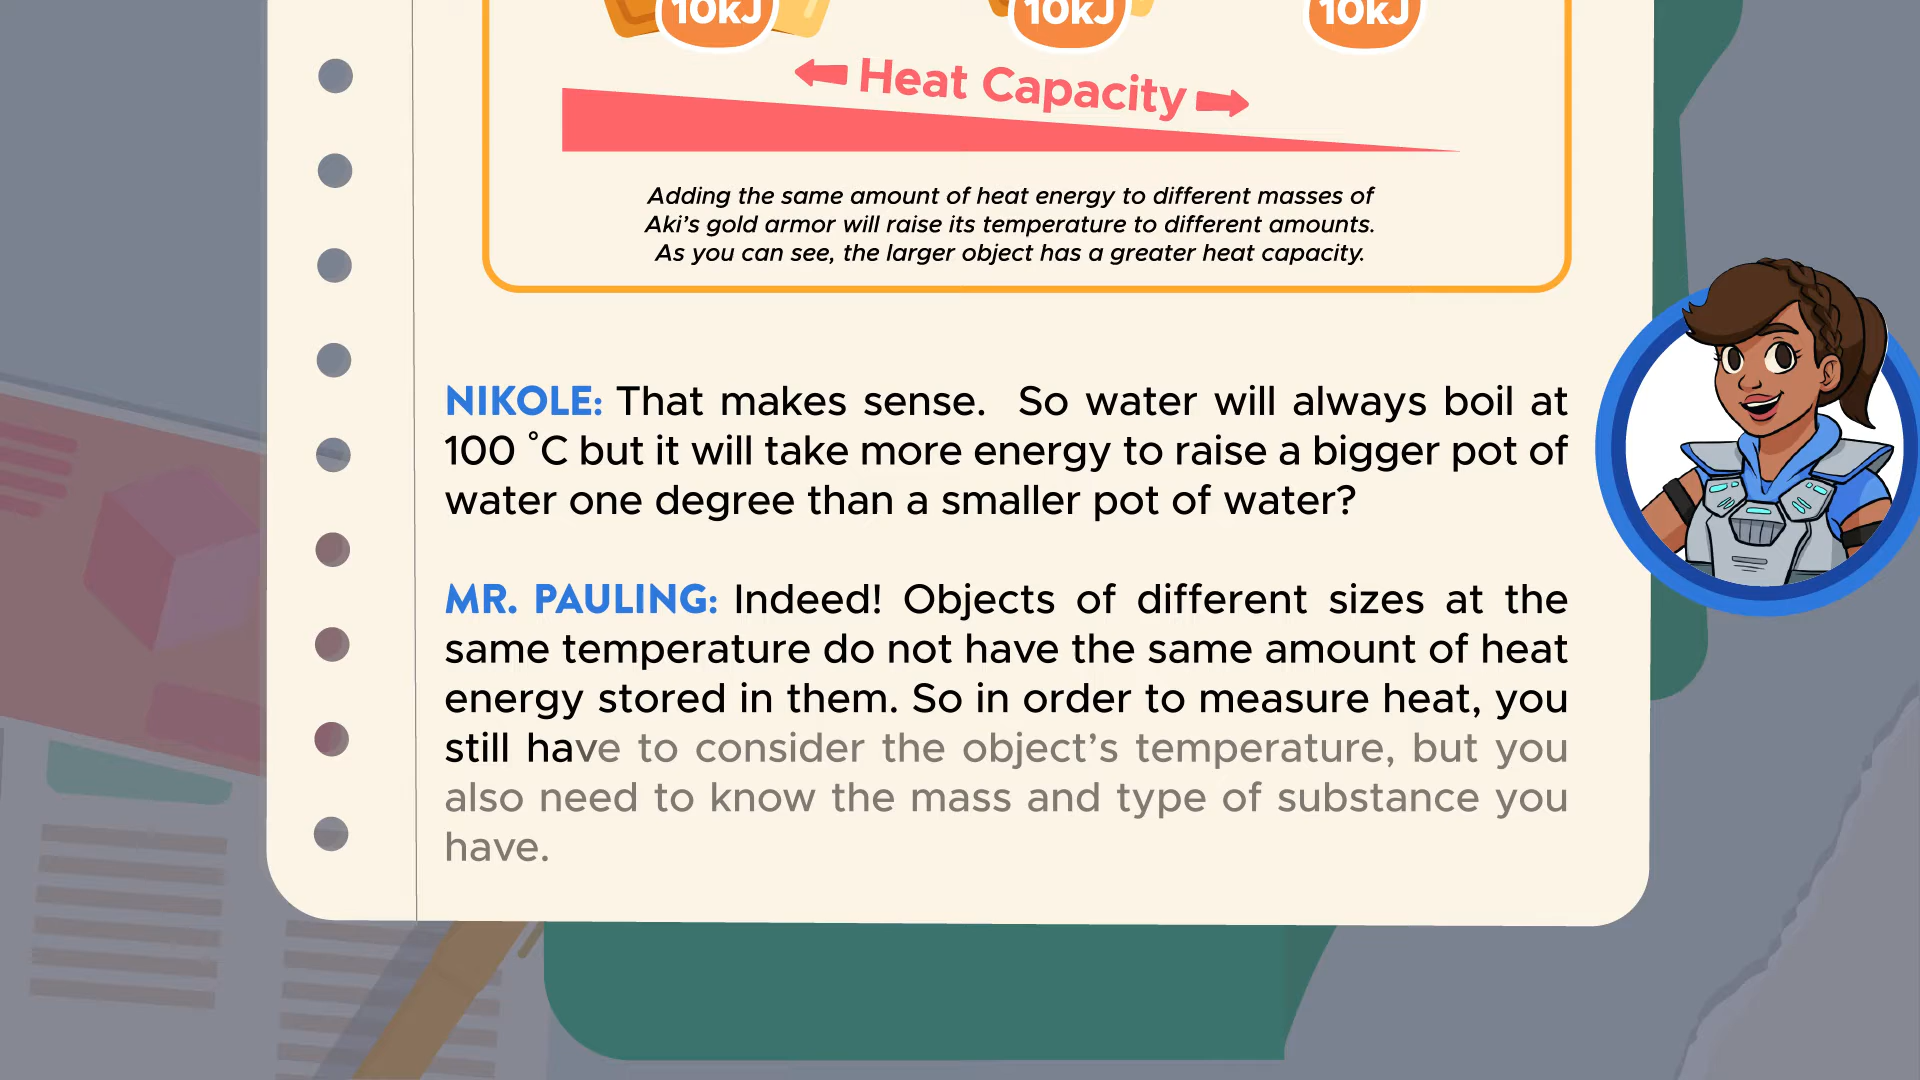 10kJ 10kJ 10kJ
Heat Capacity
Adding the same amount of heat energy to different masses of
Aki’s gold armor will raise its temperature to different amounts.
As you can see, the larger object has a greater heat capacity.
NIKOLE: That makes sense.  So water will always boil at
100 ˚C but it will take more energy to raise a bigger pot of
water one degree than a smaller pot of water?
MR. PAULING: Indeed! Objects of different sizes at the
same temperature do not have the same amount of heat
energy stored in them. So in order to measure heat, you
still have to consider the object’s temperature, but you
also need to know the mass and type of substance you
have.